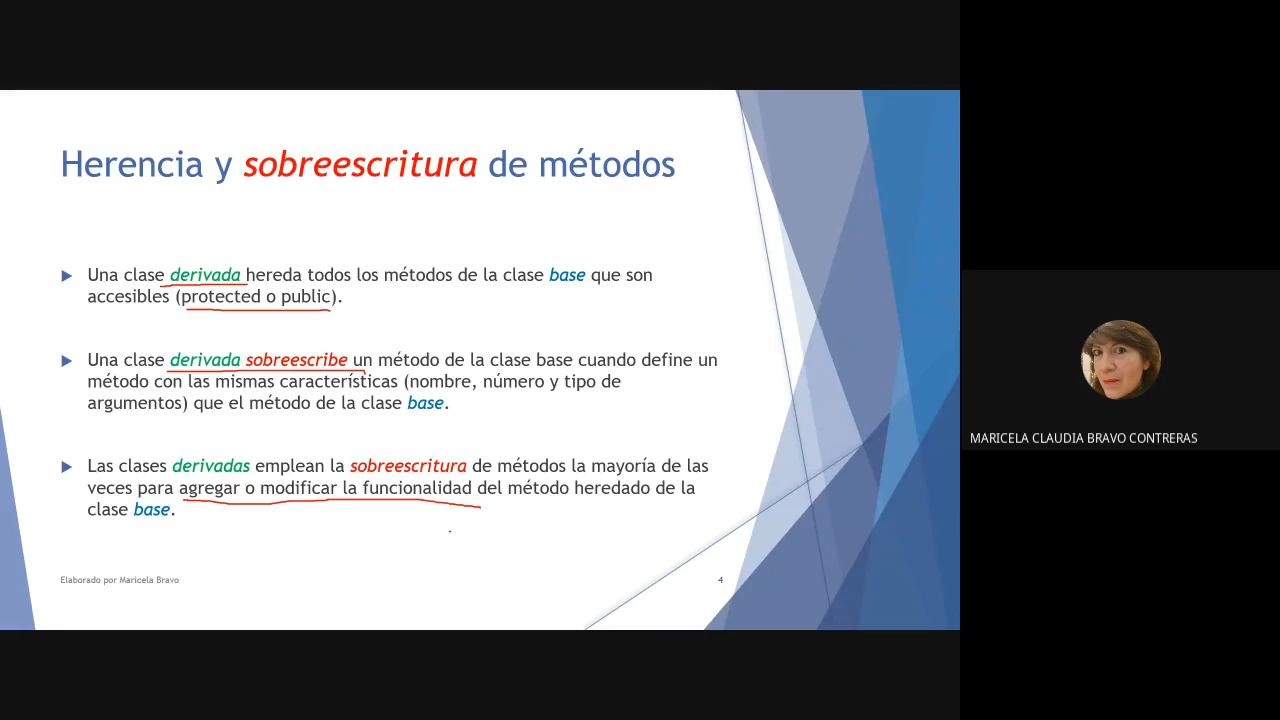 Herencia y sobreescritura de métodos
Una clase derivada hereda todos los métodos de la clase base que son
accesibles (protected o public).
Una clase derivada sobreescribe un método de la clase base cuando define un
método con las mismas características (nombre, número y tipo de
argumentos) que el método de la clase base.
Las clases derivadas emplean la sobreescritura de métodos la mayoría de las
veces para agregar o modificar la funcionalidad del método heredado de la
clase base.
Elaborado por Maricela Bravo
4
MARICELA CLAUDIA BRAVO CONTRERAS